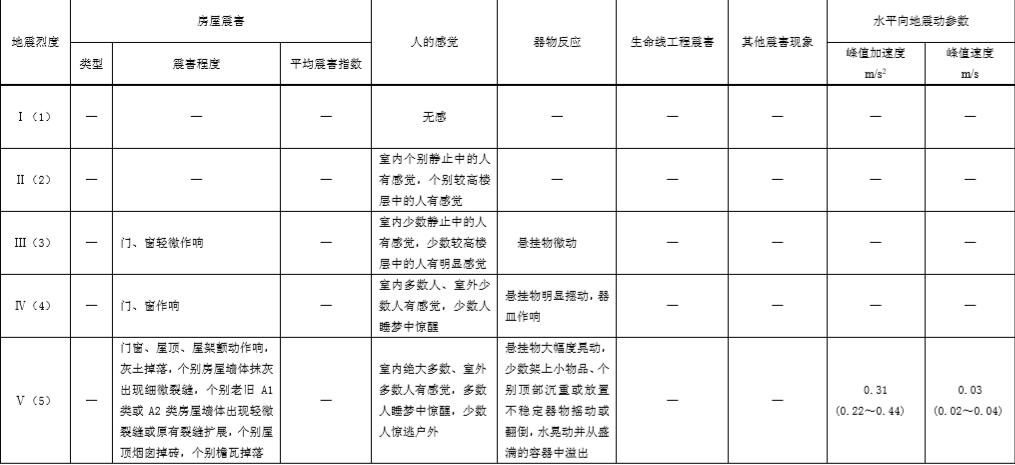 地震烈度
房屋震害
人的感觉
器物反应
生命线工程震害
其他震害现象
水平向地震动参数
类型
震害程度
平均震害指数
峰值加速度
m/s²
峰值速度
m/s
Ⅰ（1）
—
—
—
无感
—
—
—
—
—
Ⅱ（2）
—
—
—
室内个别静止中的人
有感觉，个别较高楼
层中的人有感觉
—
—
—
—
—
Ⅲ（3）
—
门、窗轻微作响
—
室内少数静止中的人
有感觉，少数较高楼
层中的人有明显感觉
悬挂物微动
—
—
—
—
Ⅳ（4）
—
门、窗作响
—
室内多数人、室外少
数人有感觉，少数人
睡梦中惊醒
悬挂物明显摆动，器
皿作响
—
—
—
—
Ⅴ（5）
—
门窗、屋顶、屋架颤动作响，
灰土掉落，个别房屋墙体抹灰
出现细微裂缝，个别老旧 A1
类或 A2 类房屋墙体出现轻微
裂缝或原有裂缝扩展，个别屋
顶烟囱掉砖，个别檐瓦掉落
—
室内绝大多数、室外
多数人有感觉，多数
人睡梦中惊醒，少数
人惊逃户外
悬挂物大幅度晃动，
少数架上小物品、个
别顶部沉重或放置
不稳定器物摇动或
翻倒，水晃动并从盛
满的容器中溢出
—
—
0.31
(0.22～0.44)
0.03
(0.02～0.04)